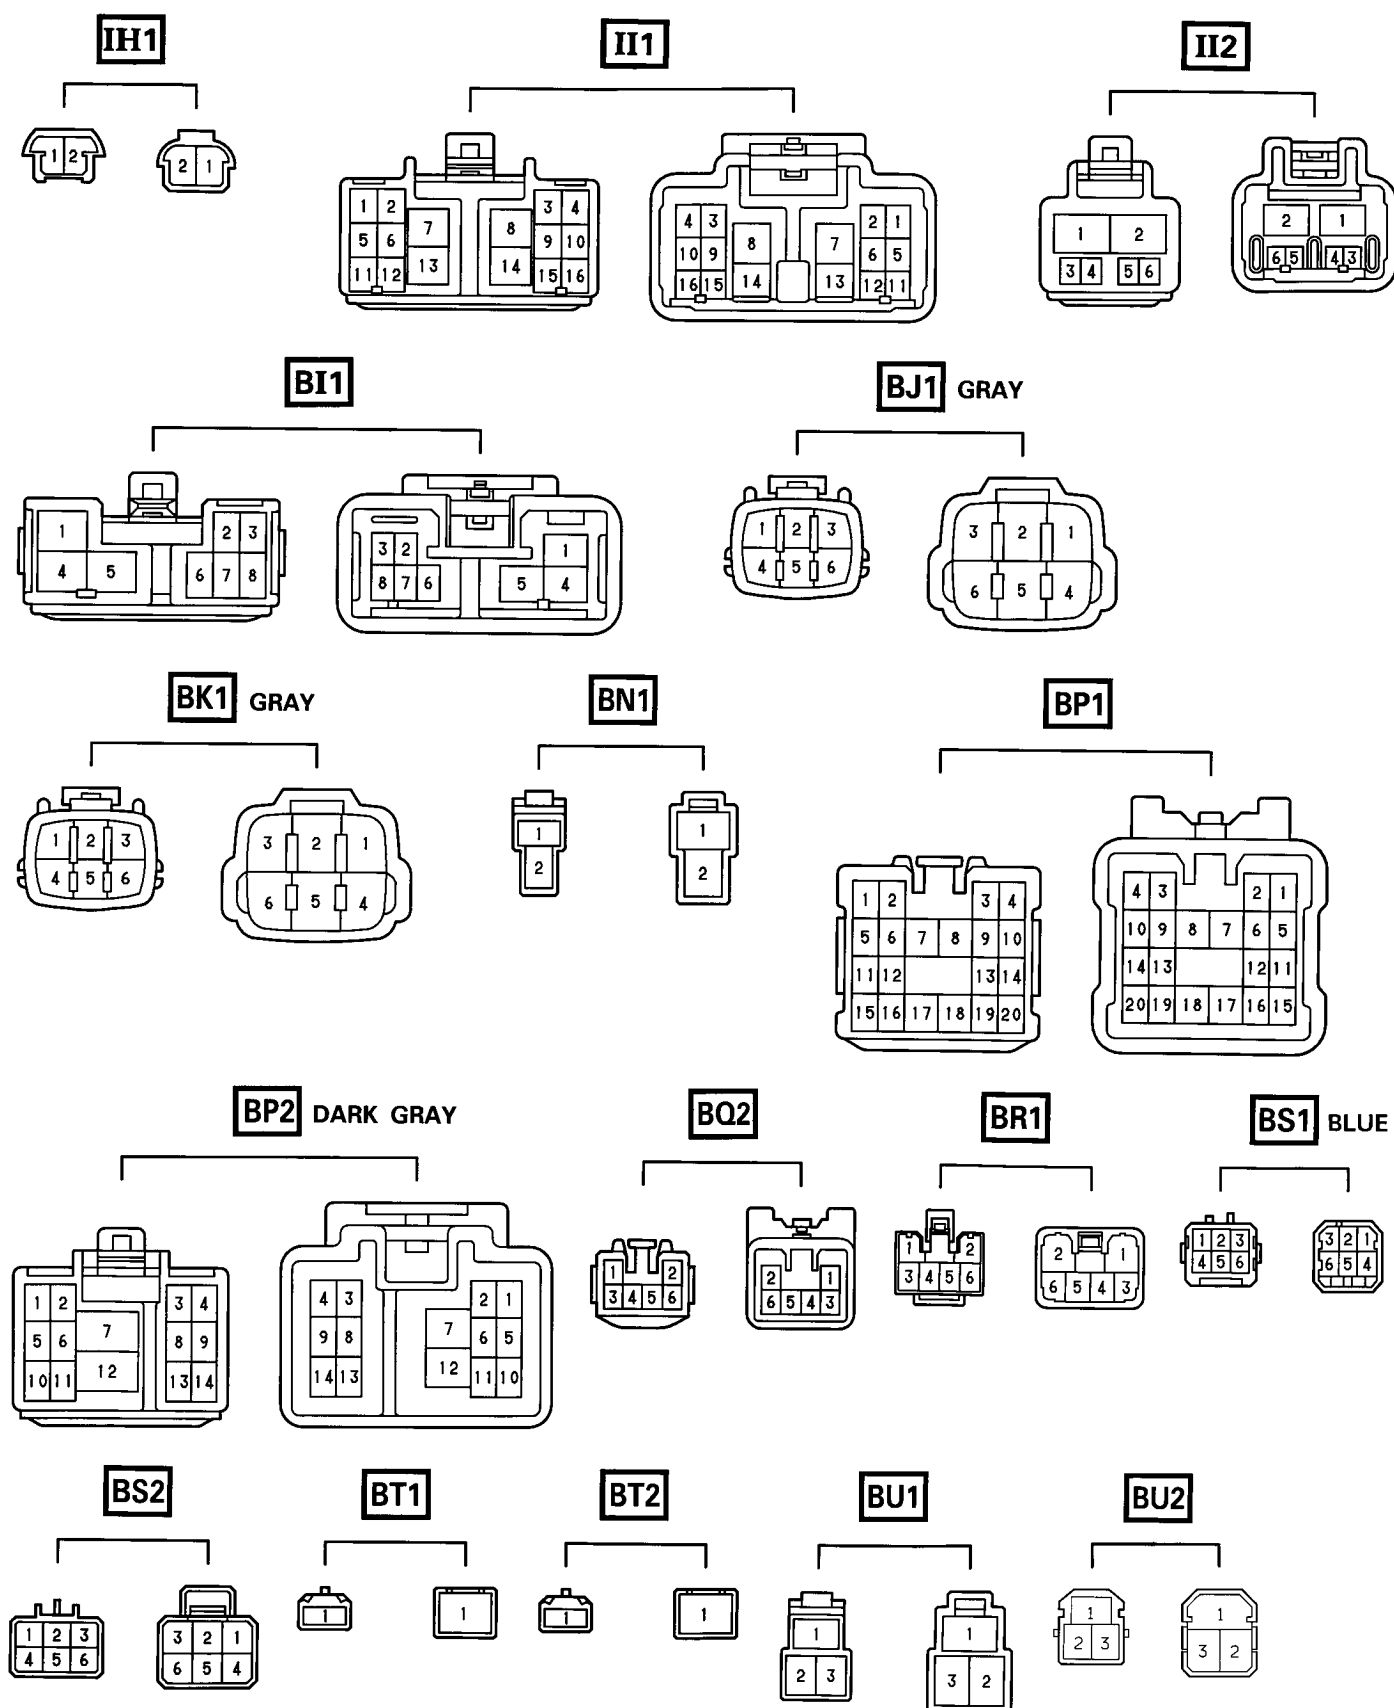 IH1 II1 II2
1 2 2 1
1 2 3 4 4 3 2 1
7 8 8 7 2 1 1 2
5 6 9 10 10 9 6 5
13 14 14 13 6 5 4 3 3 4 5 6
11 12 15 16 16 15 12 11
BI1 BJ1 GRAY
1 2 3 3 2 1 1 2 3 3 2 1
4 5 6 7 8 8 7 6 5 4 4 5 6 6 5 4
BK1 GRAY BN1 BP1
1 2 3 3 2 1 1 1
4 5 6 6 5 4 2 2
1 2 3 4 4 3 2 1
5 6 7 8 9 10 10 9 8 7 6 5
11 12 13 14 14 13 12 11
15 16 17 18 19 20 20 19 18 17 16 15
BP2 DARK GRAY BQ2 BR1 BS1 BLUE
1 2 3 2 1 2 1 2 2 1 1 2 3 3 2 1
3 4 5 6 6 5 4 3 3 4 5 6 6 5 4 3 4 5 6 6 5 4
1 2 3 4 4 3 2 1
5 6 7 8 9 9 8 7 6 5
10 11 12 13 14 14 13 12 11 10
BS2 BT1 BT2 BU1 BU2
1 2 3 3 2 1 1 1 1 1 1 1 1 1
4 5 6 6 5 4 2 3 3 2 2 3 3 2